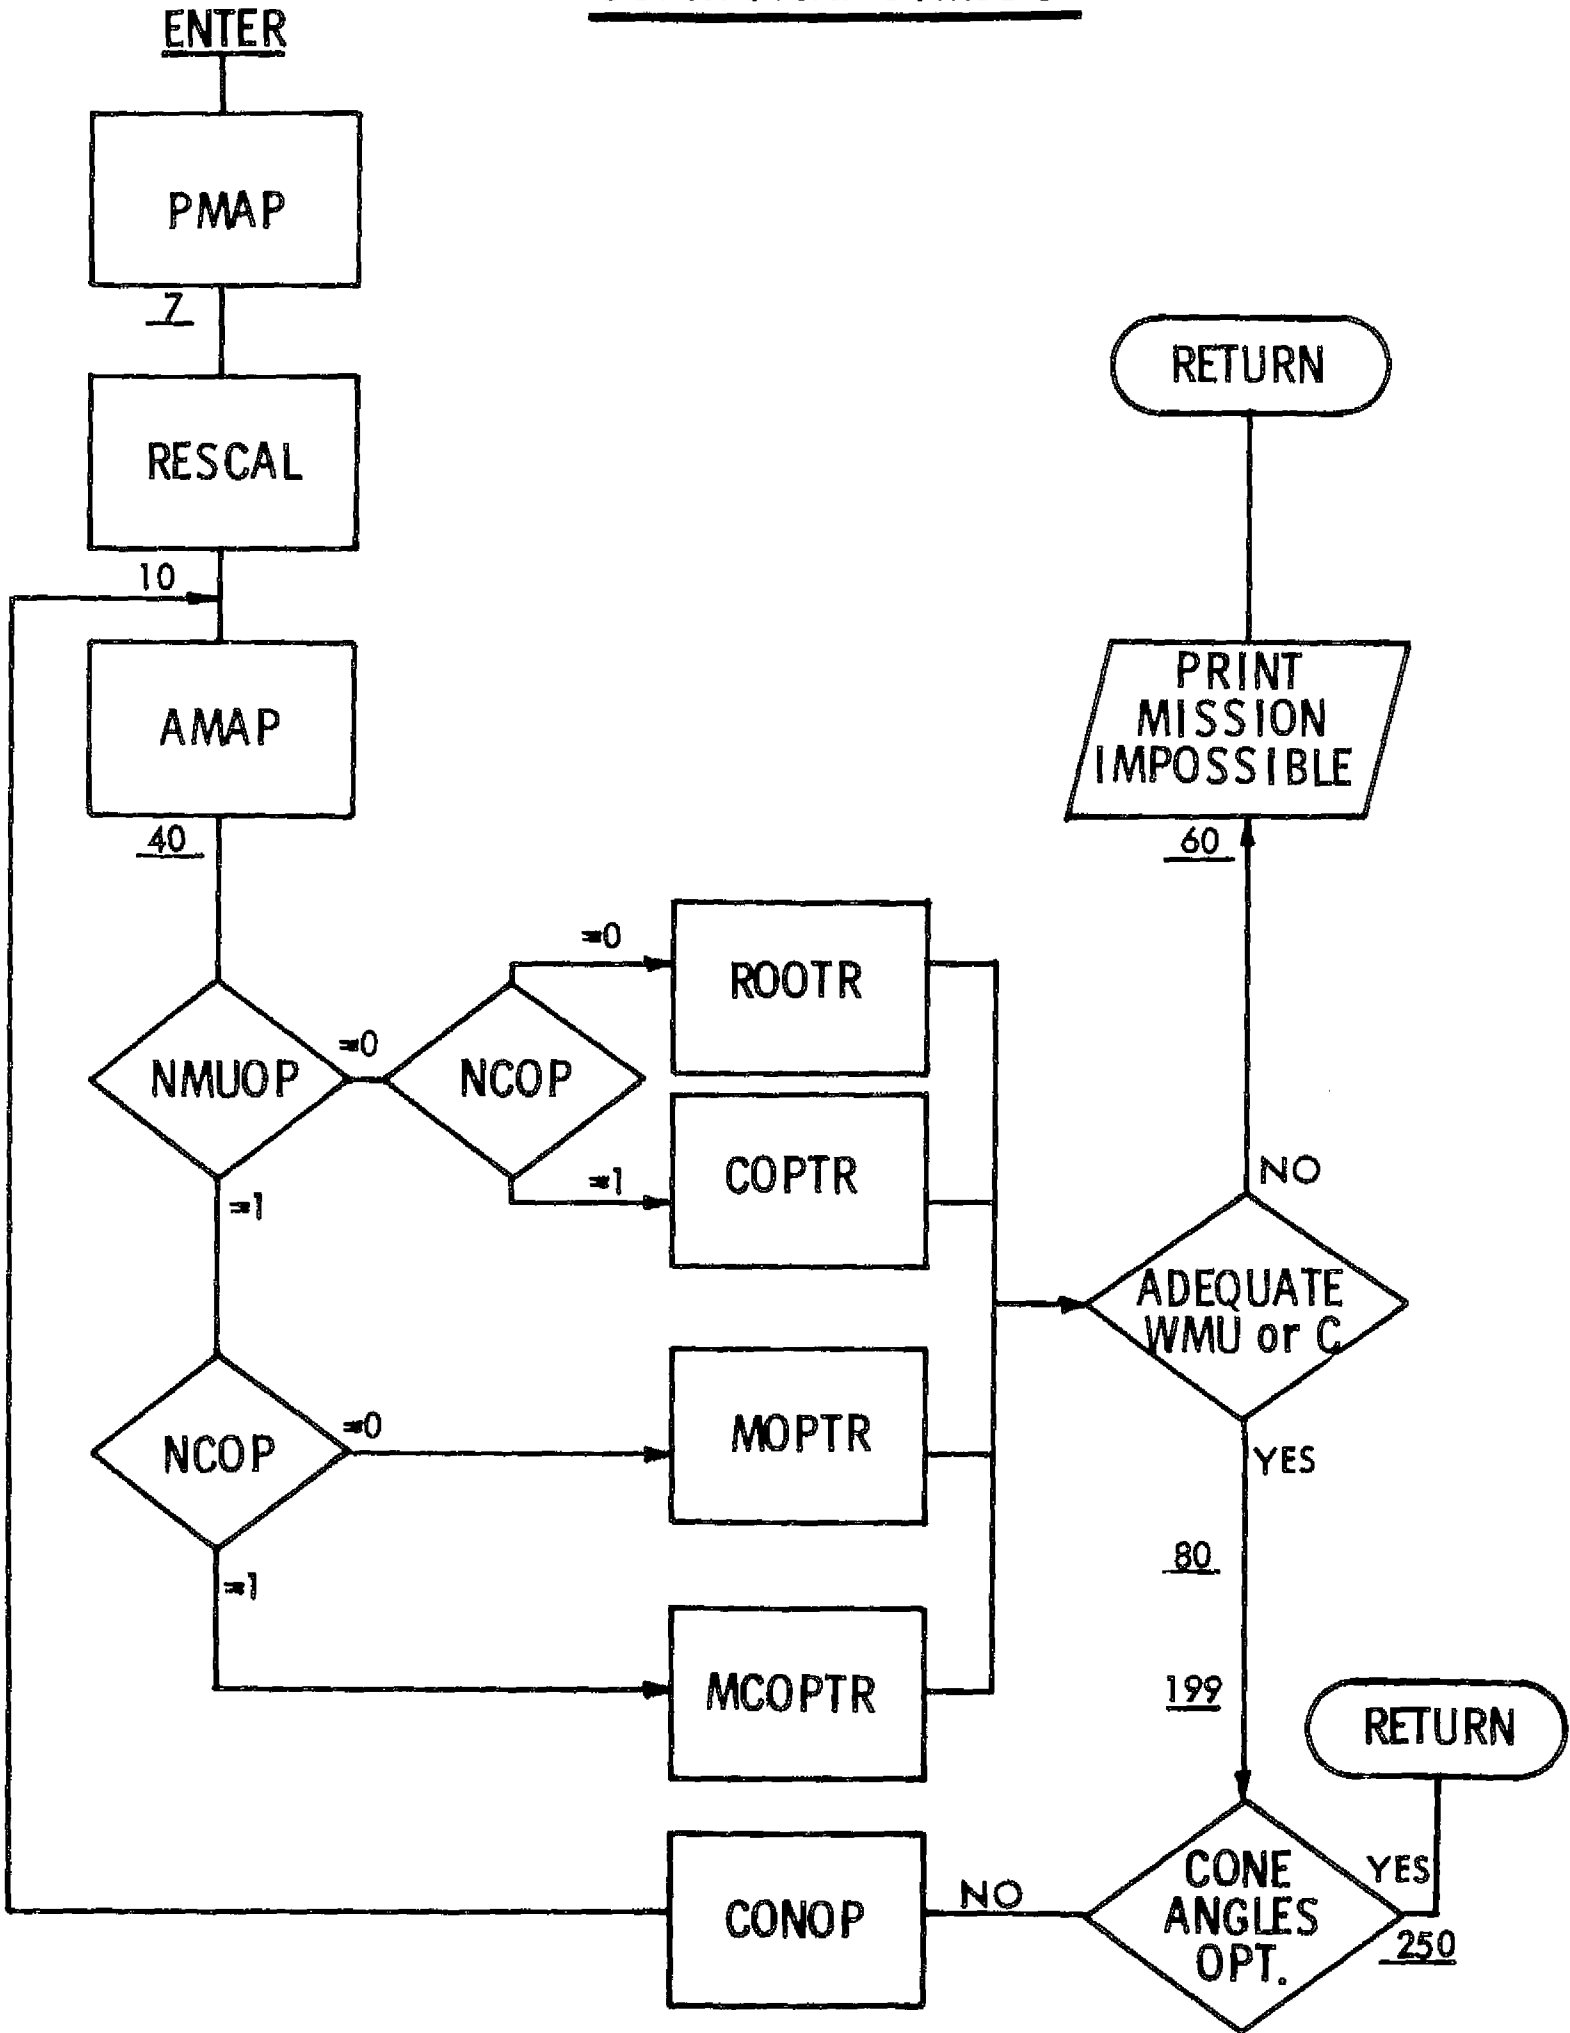 ENTER
PMAP
7
RESCAL
10
AMAP
40
NMUOP
=0
NCOP
=0
ROOTR
=1
COPTR
=1
NCOP
=0
MOPTR
=1
MCOPTR
ADEQUATE
WMU or C
NO
60
PRINT
MISSION
IMPOSSIBLE
RETURN
YES
80
199
CONE
ANGLES
OPT.
YES
250
RETURN
NO
CONOP